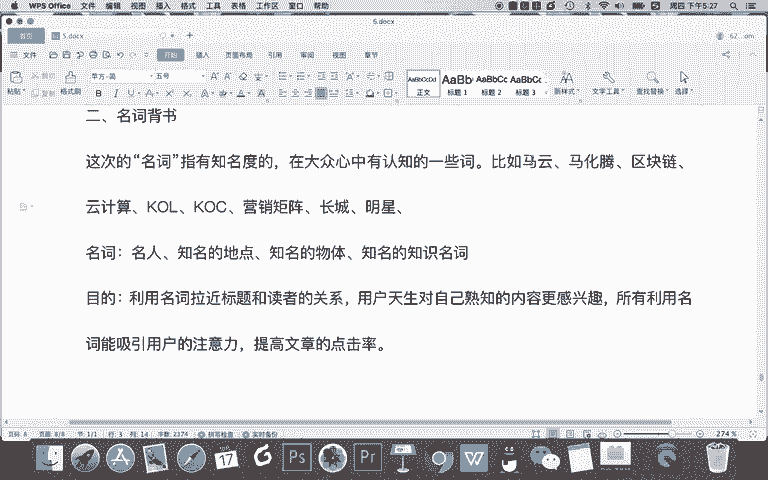 WPS Office 文件 编辑 视图 插入 格式 工具 表格 工作区 窗口 帮助 周四 下午5:27
5.docx
首页 5.docx
文件 开始 插入 页面布局 引用 审阅 视图 章节
粘贴 剪切 复制 格式刷 五号 AaBbCcDd 正文 标题 1 标题 2 标题 3 新样式 文字工具 查找替换 选择
二、名词背书
这次的“名词”指有知名度的，在大众心中有认知的一些词。比如马云、马化腾、区块链、
云计算、KOL、KOC、营销矩阵、长城、明星、
名词：名人、知名的地点、知名的物体、知名的知识名词
目的：利用名词拉近标题和读者的关系，用户天生对自己熟知的内容更感兴趣，所有利用名
词能吸引用户的注意力，提高文章的点击率。
页码: 8 页面: 8/8 节: 1/1 行: 3 列: 14 字数: 2374 拼写检查 实时备份 274 %
17 Ps Pr